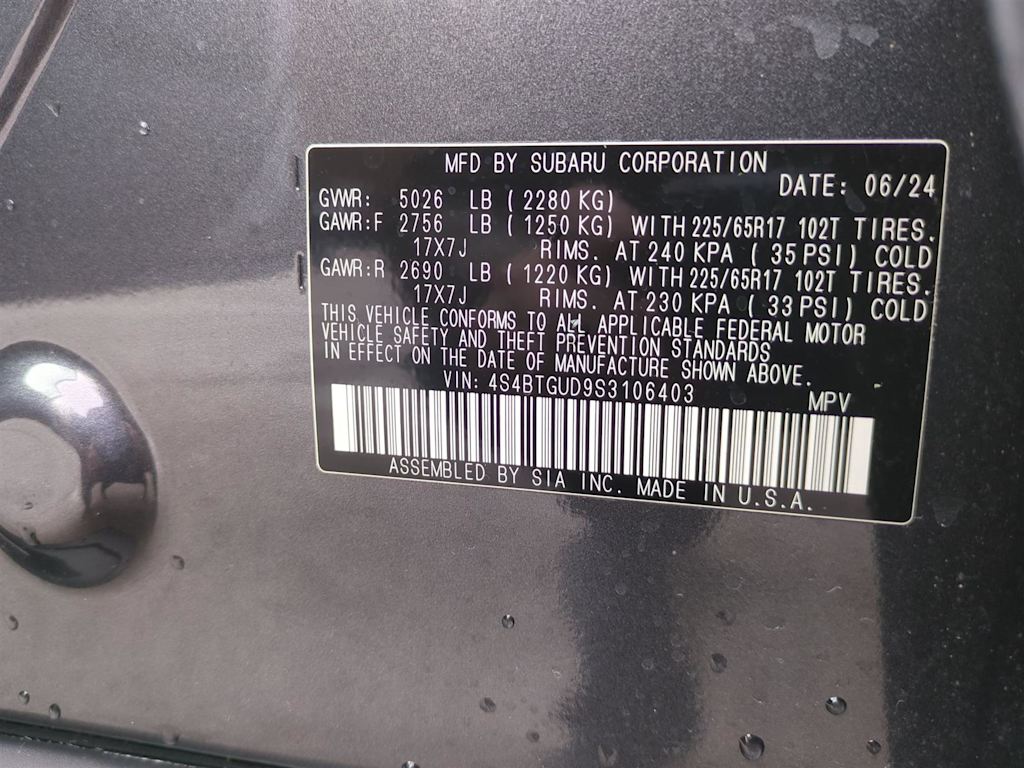 MFD BY SUBARU CORPORATION
DATE: 06/24
GVWR: 5026 LB ( 2280 KG)
GAWR:F 2756 LB ( 1250 KG) WITH 225/65R17 102T TIRES.
17X7J RIMS. AT 240 KPA ( 35 PSI) COLD
GAWR:R 2690 LB ( 1220 KG) WITH 225/65R17 102T TIRES.
17X7J RIMS. AT 230 KPA ( 33 PSI) COLD
THIS VEHICLE CONFORMS TO ALL APPLICABLE FEDERAL MOTOR
VEHICLE SAFETY AND THEFT PREVENTION STANDARDS
IN EFFECT ON THE DATE OF MANUFACTURE SHOWN ABOVE.
VIN: 4S4BTGUD9S3106403 MPV
ASSEMBLED BY SIA INC. MADE IN U.S.A.